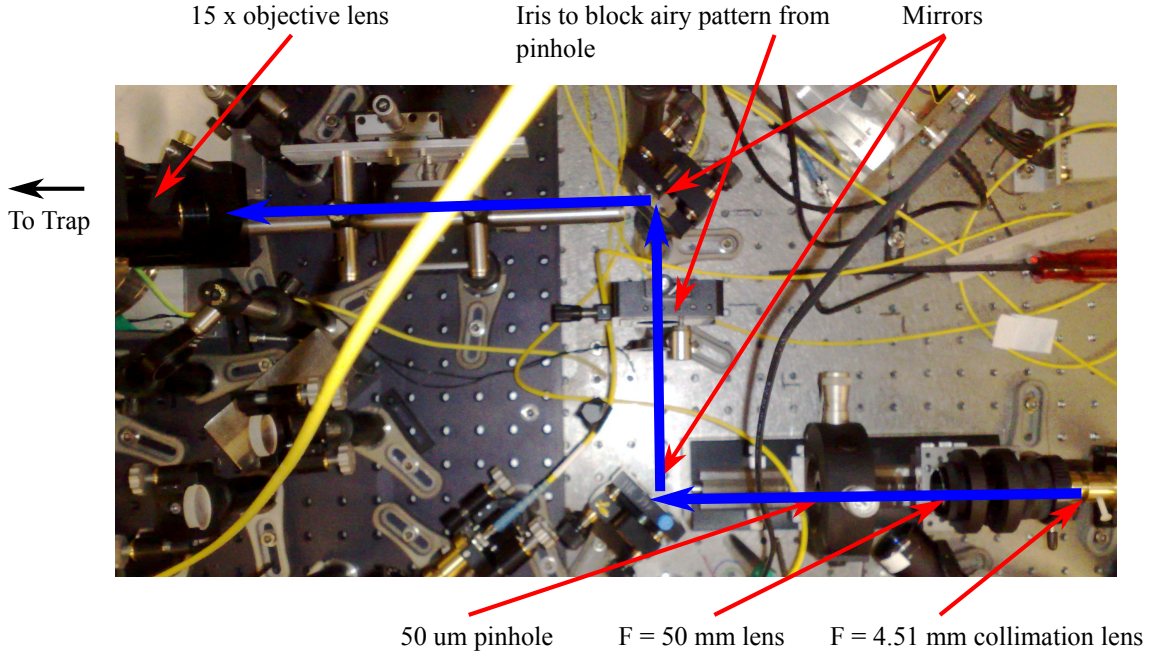 15 x objective lens
Iris to block airy pattern from
pinhole
Mirrors
To Trap
50 um pinhole
F = 50 mm lens
F = 4.51 mm collimation lens